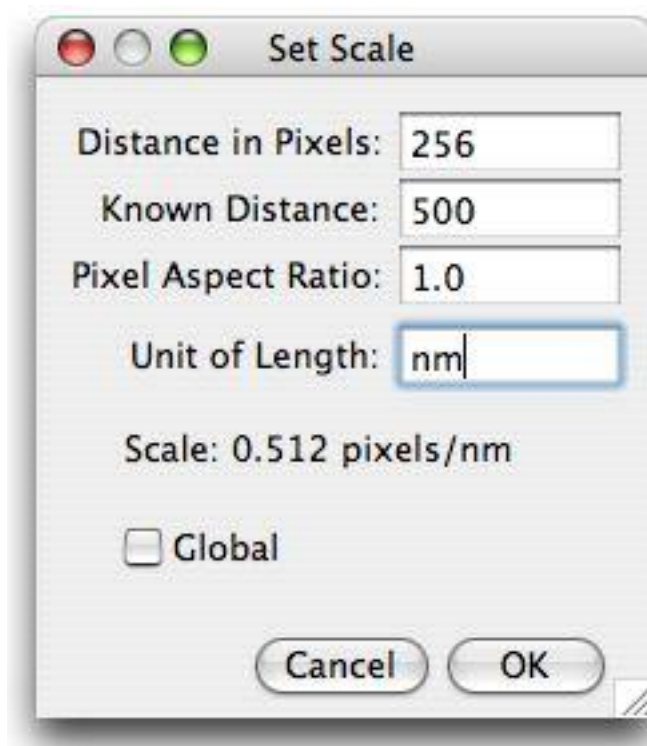 Set Scale
Distance in Pixels: 256
Known Distance: 500
Pixel Aspect Ratio: 1.0
Unit of Length: nm
Scale: 0.512 pixels/nm
Global
Cancel OK